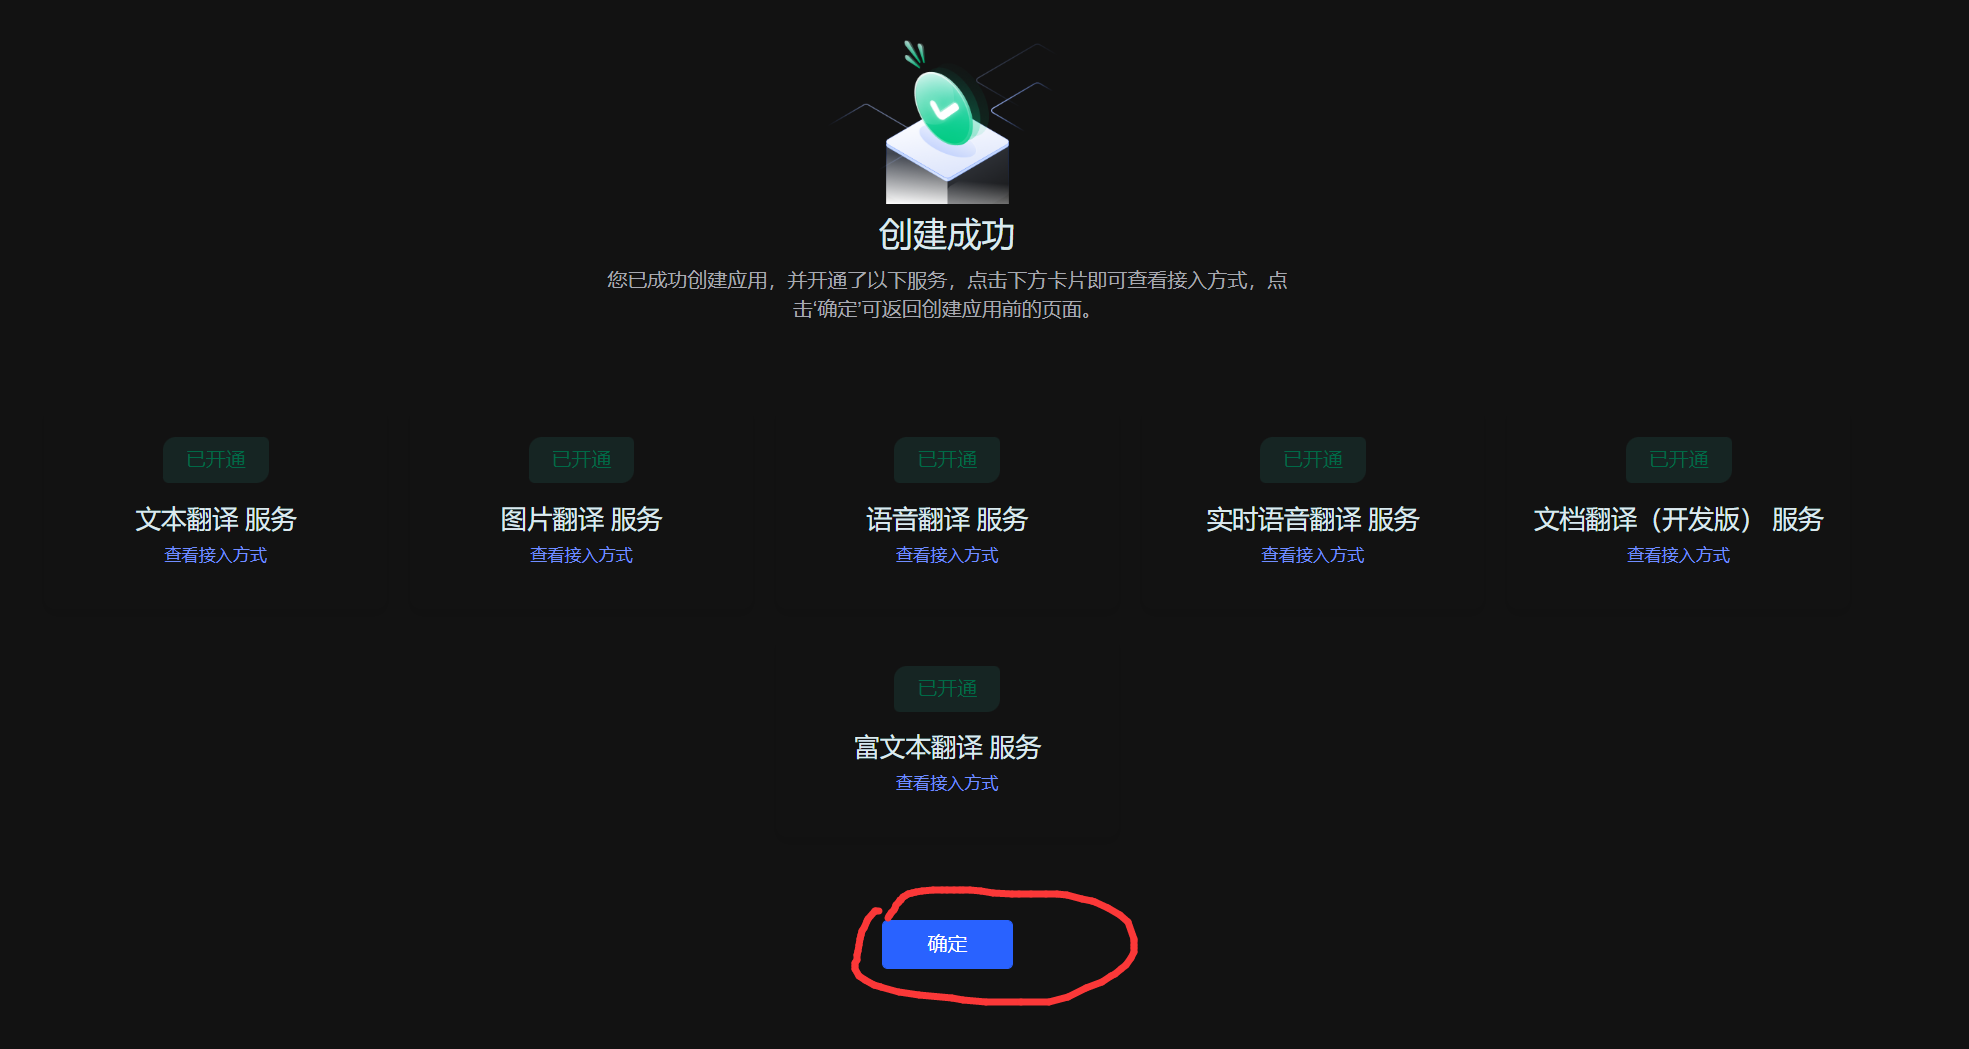 创建成功
您已成功创建应用，并开通了以下服务，点击下方卡片即可查看接入方式，点
击‘确定’可返回创建应用前的页面。
已开通
文本翻译 服务
查看接入方式
已开通
图片翻译 服务
查看接入方式
已开通
语音翻译 服务
查看接入方式
已开通
实时语音翻译 服务
查看接入方式
已开通
文档翻译（开发版） 服务
查看接入方式
已开通
富文本翻译 服务
查看接入方式
确定